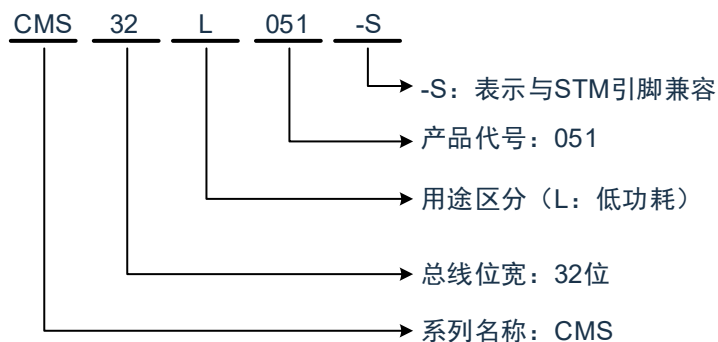 CMS 32 L 051 -S
-S：表示与STM引脚兼容
产品代号：051
用途区分（L：低功耗）
总线位宽：32位
系列名称：CMS